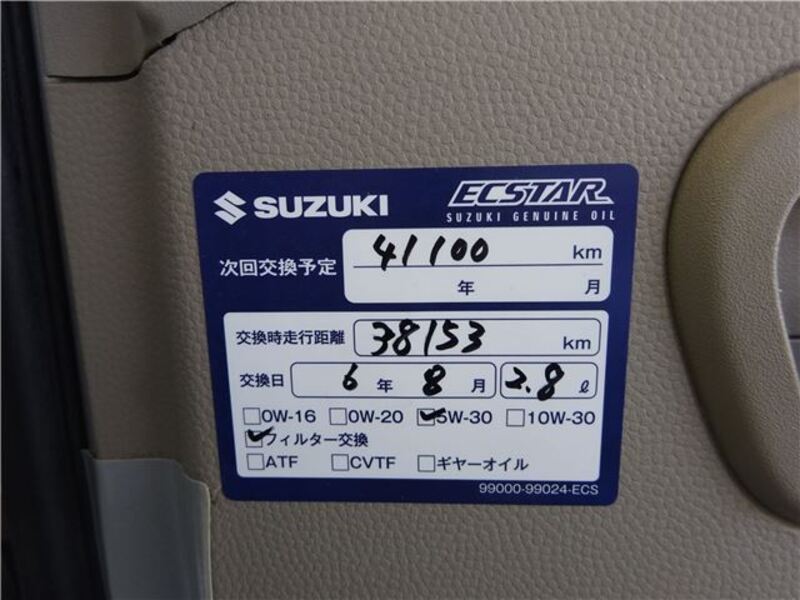 SUZUKI ECSTAR
SUZUKI GENUINE OIL
次回交換予定 41100 km
年 月
交換時走行距離 38153 km
交換日 6 年 8 月 2.8 ℓ
□0W-16 □0W-20 ☑5W-30 □10W-30
☑フィルター交換
□ATF □CVTF □ギヤーオイル
99000-99024-ECS